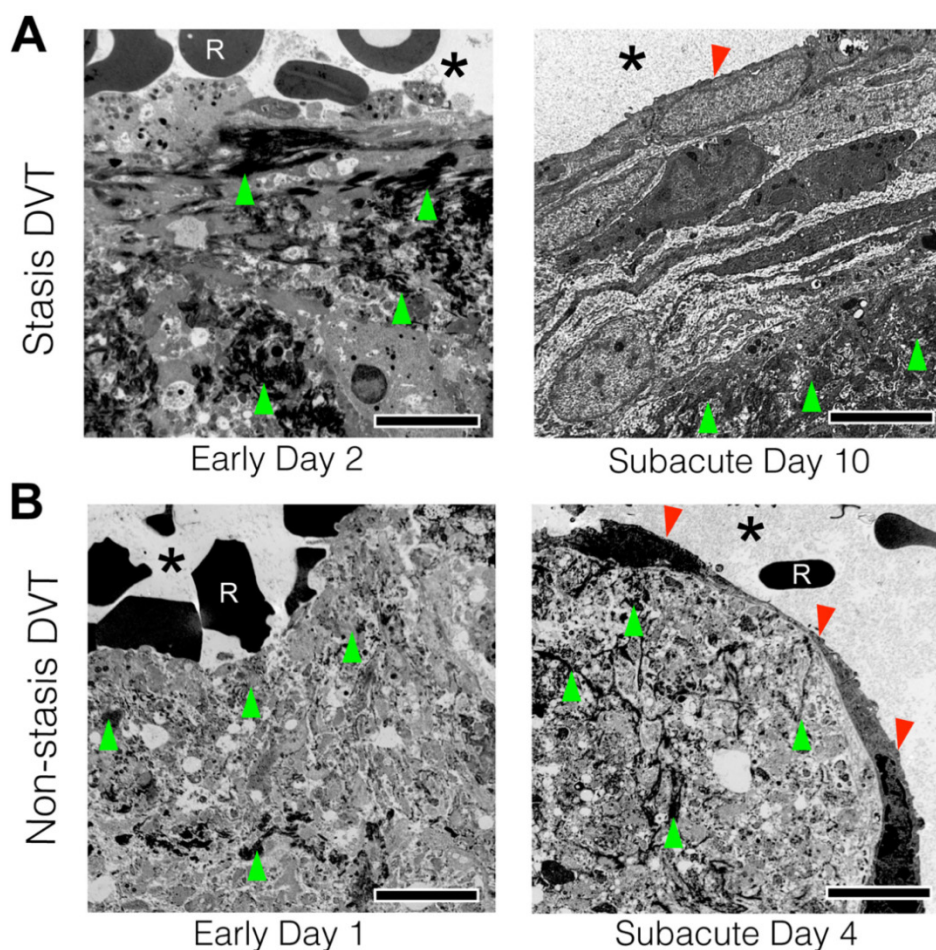 A
Stasis DVT
R
*
*
Early Day 2
Subacute Day 10
B
Non-stasis DVT
*
R
*
R
Early Day 1
Subacute Day 4